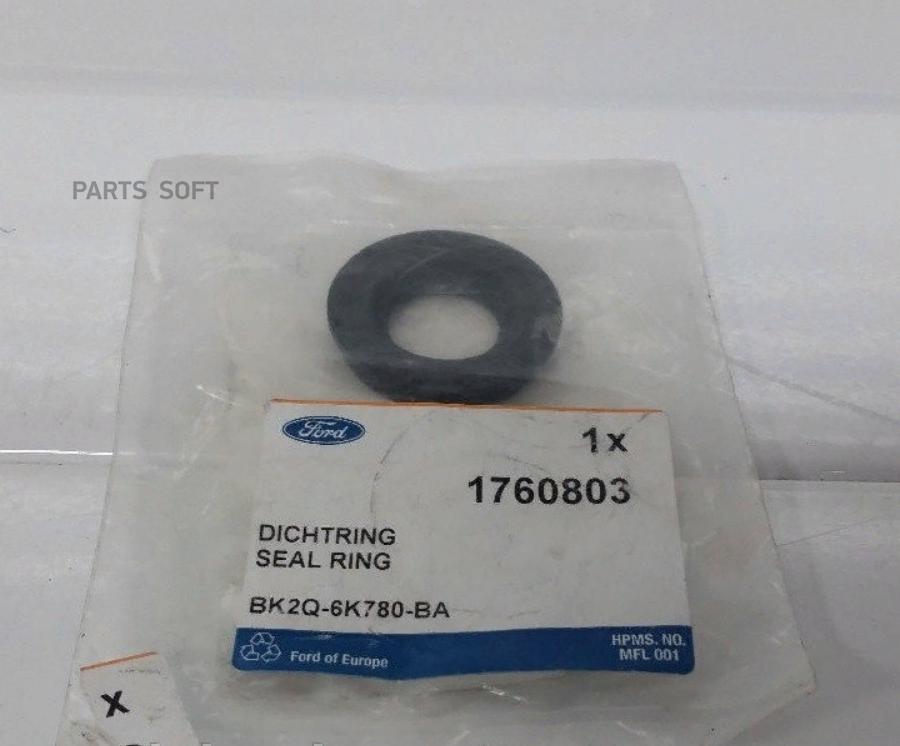 PARTS SOFT
Ford
1x
1760803
DICHTRING
SEAL RING
BK2Q-6K780-BA
Ford of Europe
HPMS. NO.
MFL 001
X